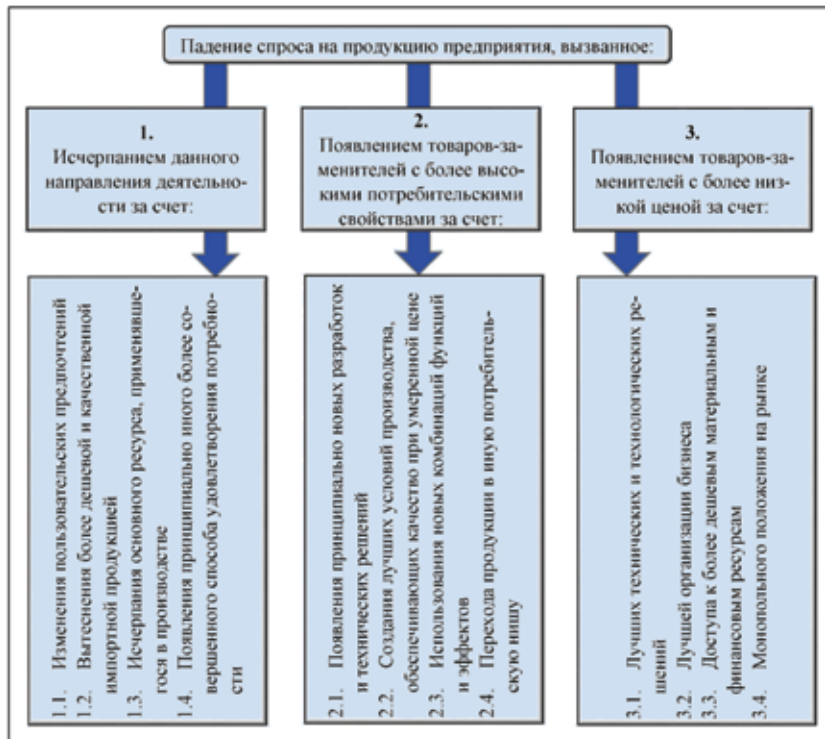 Падение спроса на продукцию предприятия, вызванное:
1.
Исчерпанием данного
направления деятельно-
сти за счет:
2.
Появлением товаров-за-
менителей с более высо-
кими потребительскими
свойствами за счет:
3.
Появлением товаров-за-
менителей с более низ-
кой ценой за счет:
1.1. Изменения пользовательских предпочтений
1.2. Вытеснения более дешевой и качественной
импортной продукцией
1.3. Исчерпания основного ресурса, применявше-
гося в производстве
1.4. Появления принципиально иного более со-
вершенного способа удовлетворения потребно-
сти
2.1. Появления принципиально новых разработок
и технических решений
2.2. Создания лучших условий производства,
обеспечивающих качество при умеренной цене
2.3. Использования новых комбинаций функций
и эффектов
2.4. Перехода продукции в иную потребитель-
скую нишу
3.1. Лучших технических и технологических ре-
шений
3.2. Лучшей организации бизнеса
3.3. Доступа к более дешевым материальным и
финансовым ресурсам
3.4. Монопольного положения на рынке